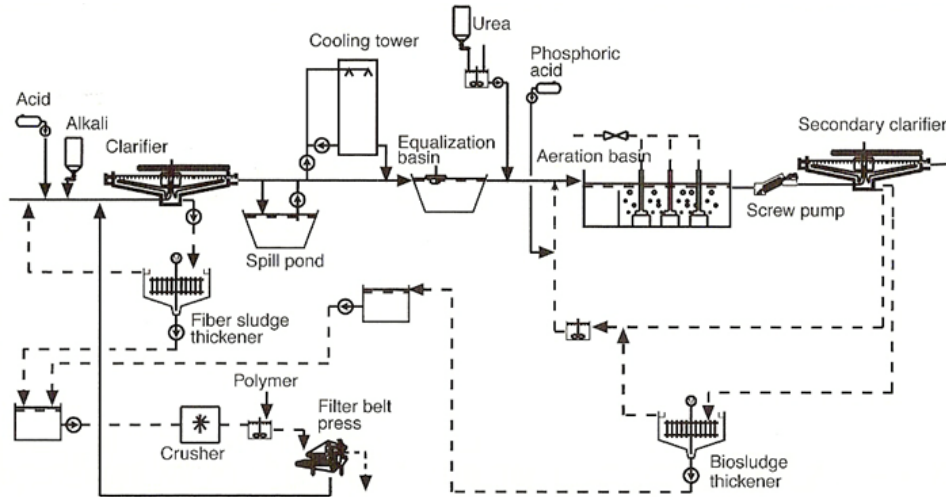 Urea
Cooling tower
Phosphoric
acid
Acid
Alkali
Clarifier
Equalization
basin
Aeration basin
Secondary clarifier
Screw pump
Spill pond
Fiber sludge
thickener
Polymer
Filter belt
press
Crusher
Biosludge
thickener